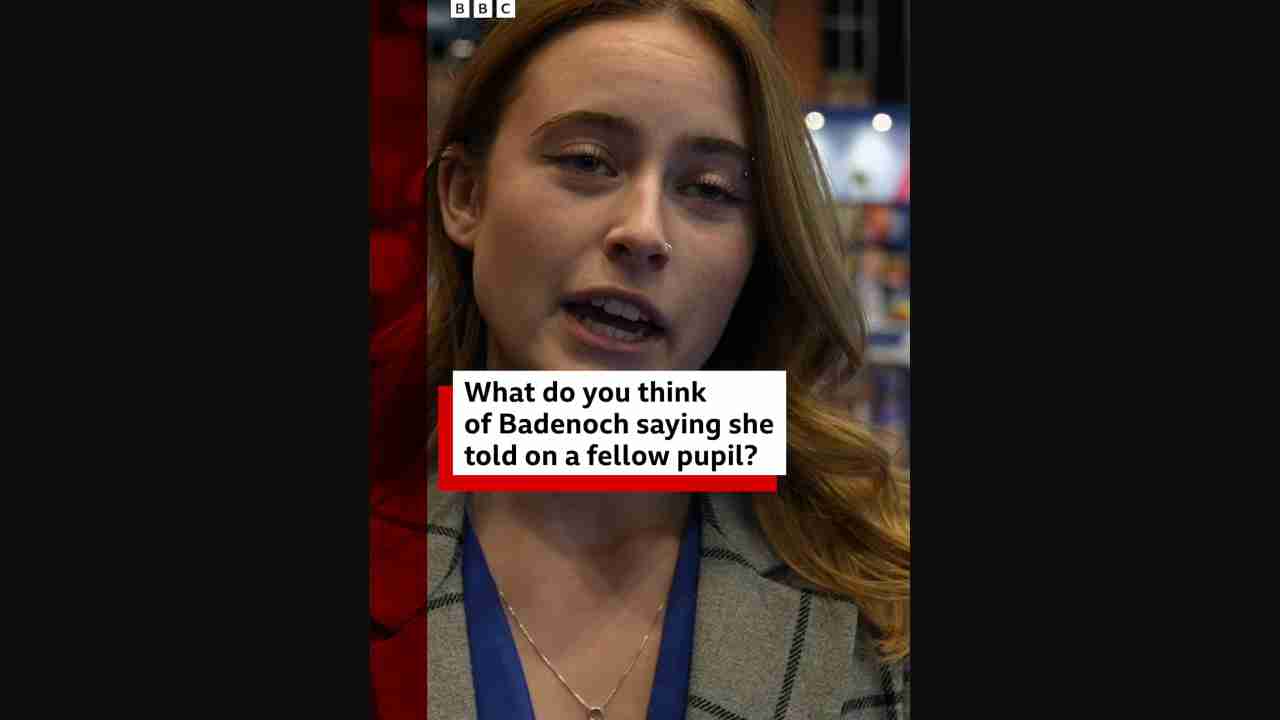 BBC
What do you think
of Badenoch saying she
told on a fellow pupil?